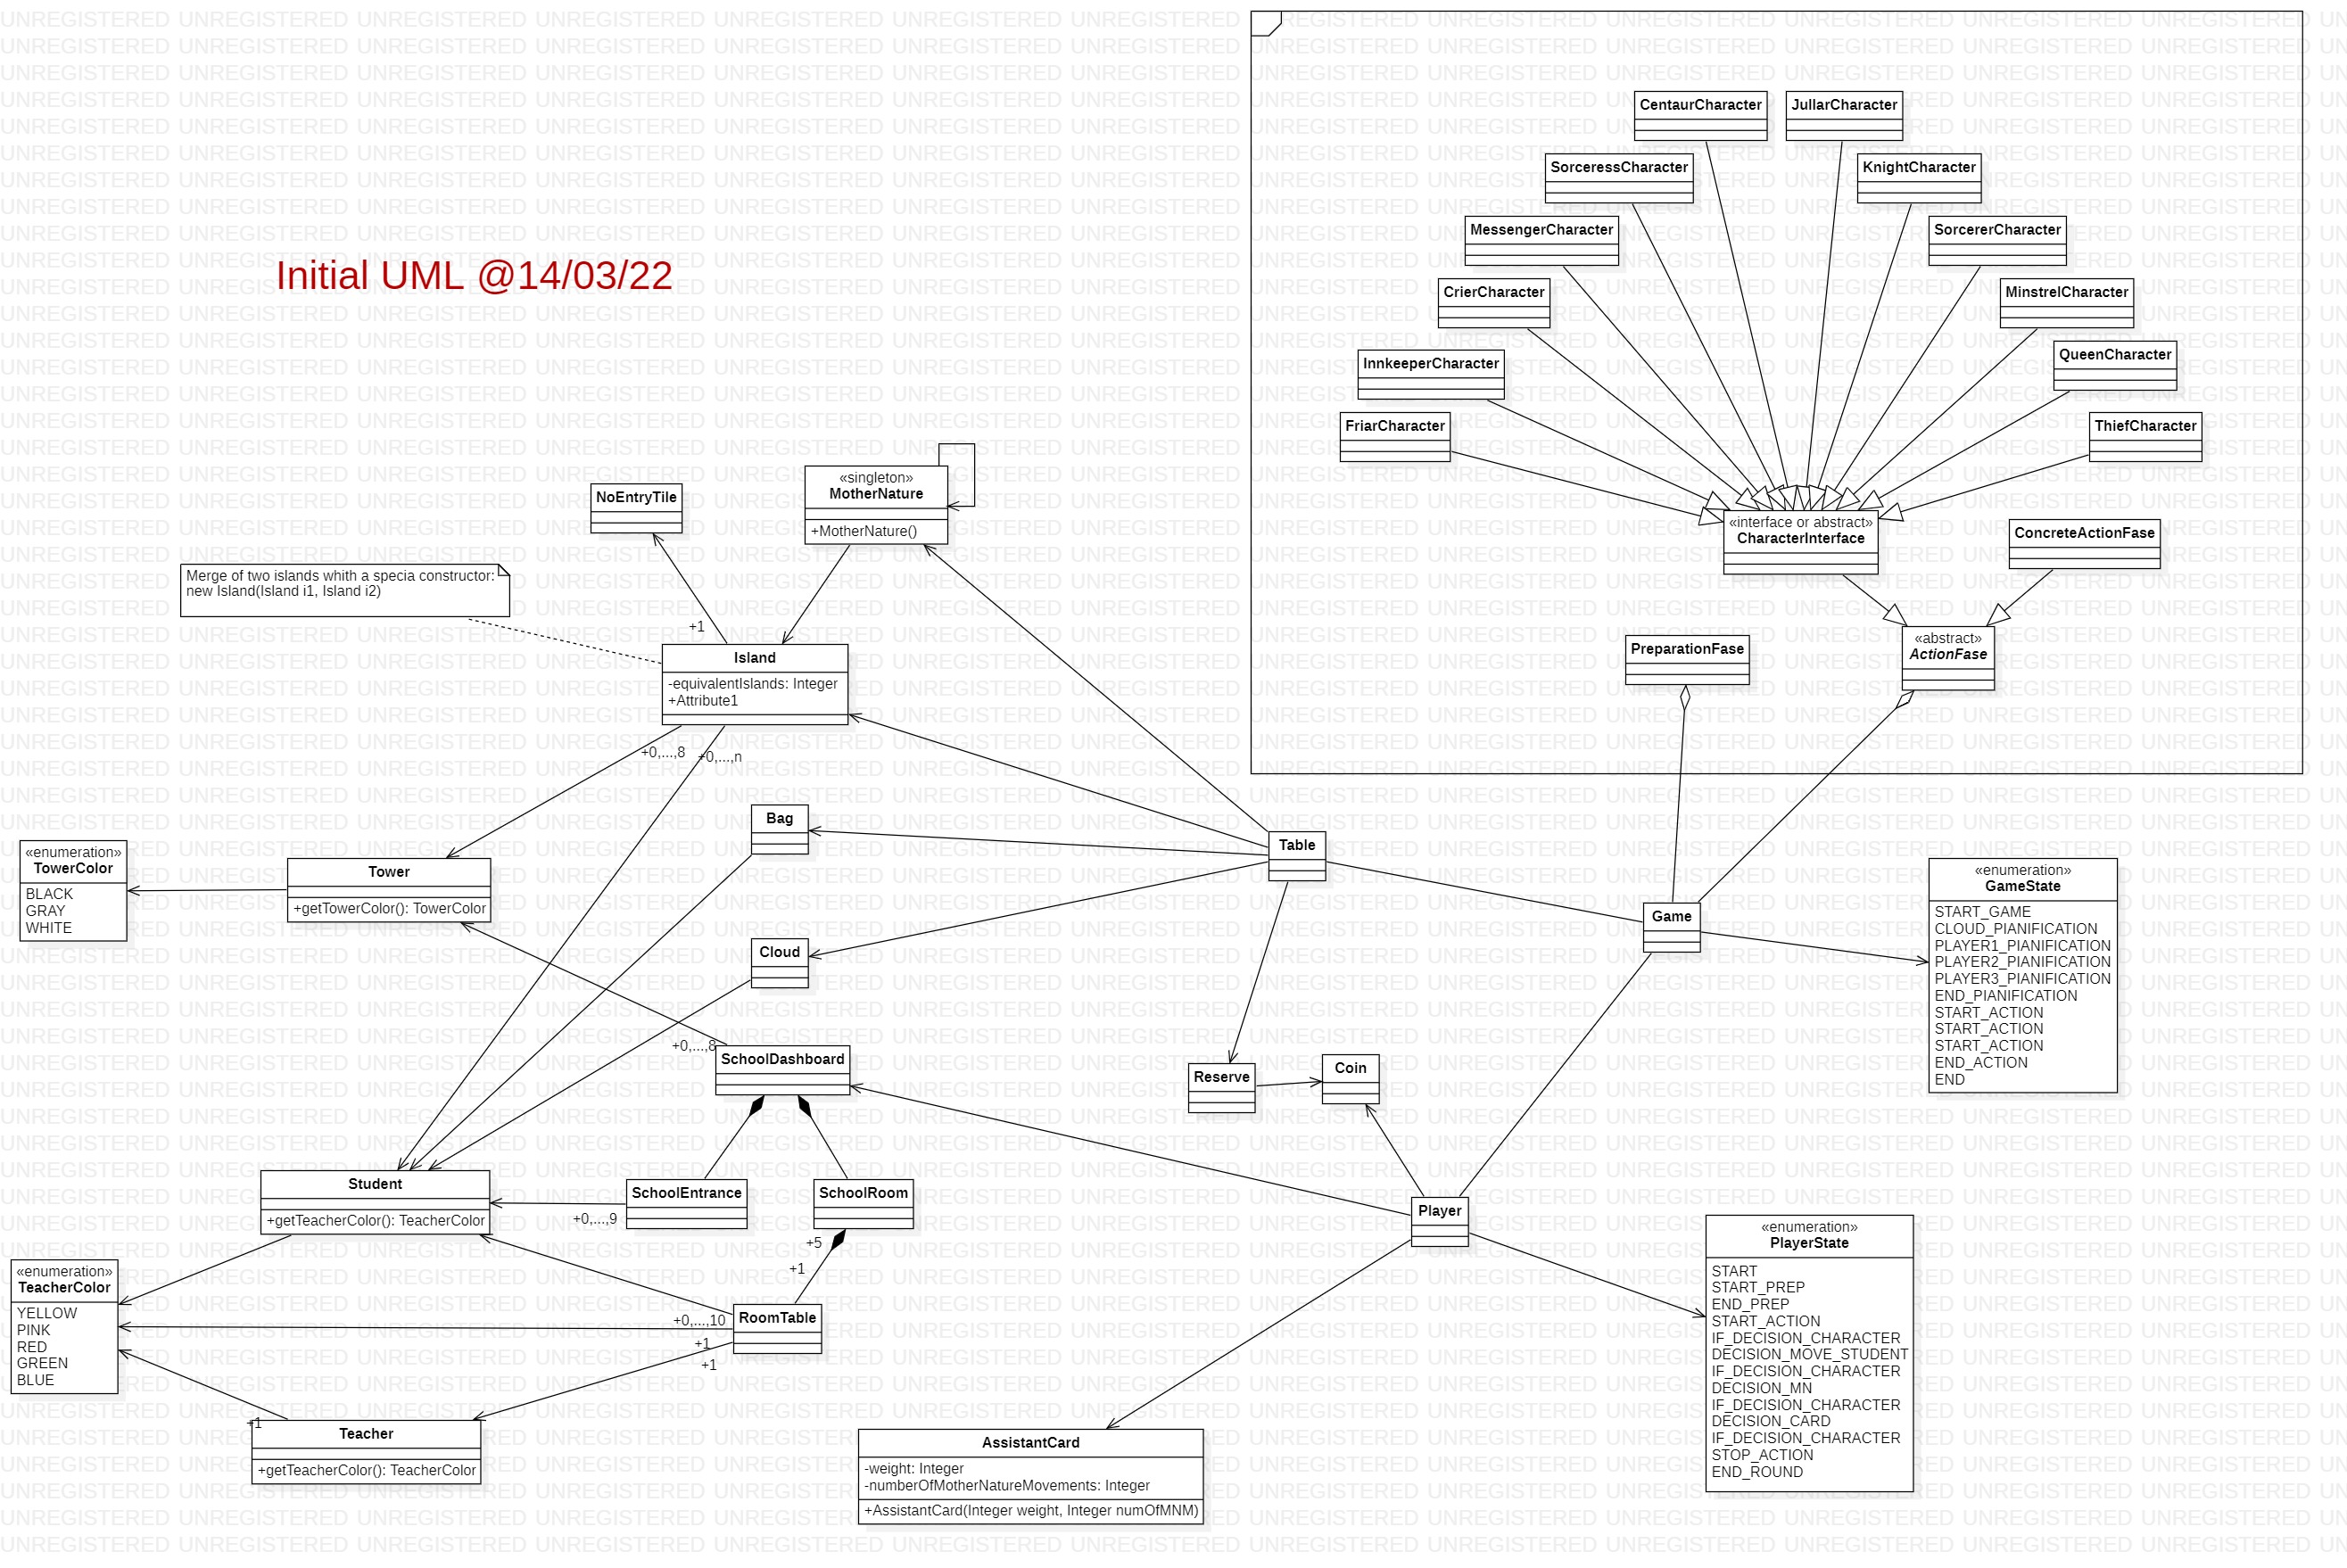 Initial UML @14/03/22
CentaurCharacter
JullarCharacter
SorceressCharacter
KnightCharacter
MessengerCharacter
SorcererCharacter
CrierCharacter
MinstrelCharacter
InnkeeperCharacter
QueenCharacter
FriarCharacter
ThiefCharacter
«interface or abstract»
CharacterInterface
ConcreteActionFase
«abstract»
ActionFase
PreparationFase
NoEntryTile
«singleton»
MotherNature
+MotherNature()
Merge of two islands whith a specia constructor:
new Island(Island i1, Island i2)
+1
Island
-equivalentIslands: Integer
+Attribute1
+0,...,8
+0,...,n
Bag
Table
«enumeration»
TowerColor
BLACK
GRAY
WHITE
Tower
+getTowerColor(): TowerColor
Cloud
Game
«enumeration»
GameState
START_GAME
CLOUD_PIANIFICATION
PLAYER1_PIANIFICATION
PLAYER2_PIANIFICATION
PLAYER3_PIANIFICATION
END_PIANIFICATION
START_ACTION
START_ACTION
START_ACTION
END_ACTION
END
+0,...,8
SchoolDashboard
Reserve
Coin
Student
+getTeacherColor(): TeacherColor
SchoolEntrance
+0,...,9
SchoolRoom
+5
+1
Player
«enumeration»
PlayerState
START
START_PREP
END_PREP
START_ACTION
IF_DECISION_CHARACTER
DECISION_MOVE_STUDENT
IF_DECISION_CHARACTER
DECISION_MN
IF_DECISION_CHARACTER
DECISION_CARD
IF_DECISION_CHARACTER
STOP_ACTION
END_ROUND
«enumeration»
TeacherColor
YELLOW
PINK
RED
GREEN
BLUE
RoomTable
+0,...,10
+1
+1
+1
Teacher
+getTeacherColor(): TeacherColor
AssistantCard
-weight: Integer
-numberOfMotherNatureMovements: Integer
+AssistantCard(Integer weight, Integer numOfMNM)
UNREGISTERED